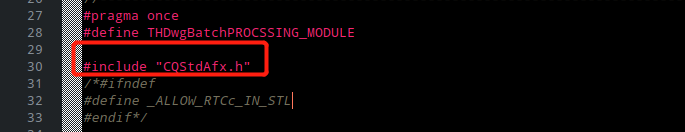 27 #pragma once
28 #define THDwgBatchPROCSSING_MODULE
29
30 #include "CQStdAfx.h"
31 /*#ifndef
32 #define _ALLOW_RTCc_IN_STL
33 #endif*/